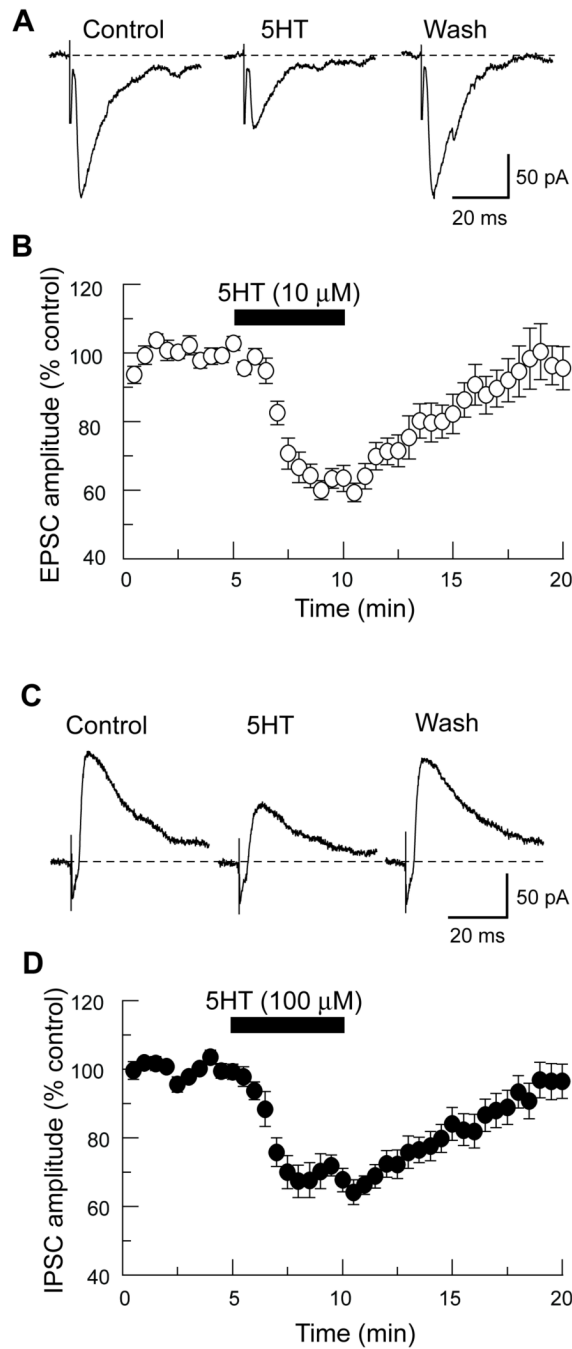 A
Control 5HT Wash
50 pA
20 ms
B
EPSC amplitude (% control)
120
100
80
60
40
5HT (10 μM)
0 5 10 15 20
Time (min)
C
Control 5HT Wash
50 pA
20 ms
D
IPSC amplitude (% control)
120
100
80
60
40
5HT (100 μM)
0 5 10 15 20
Time (min)